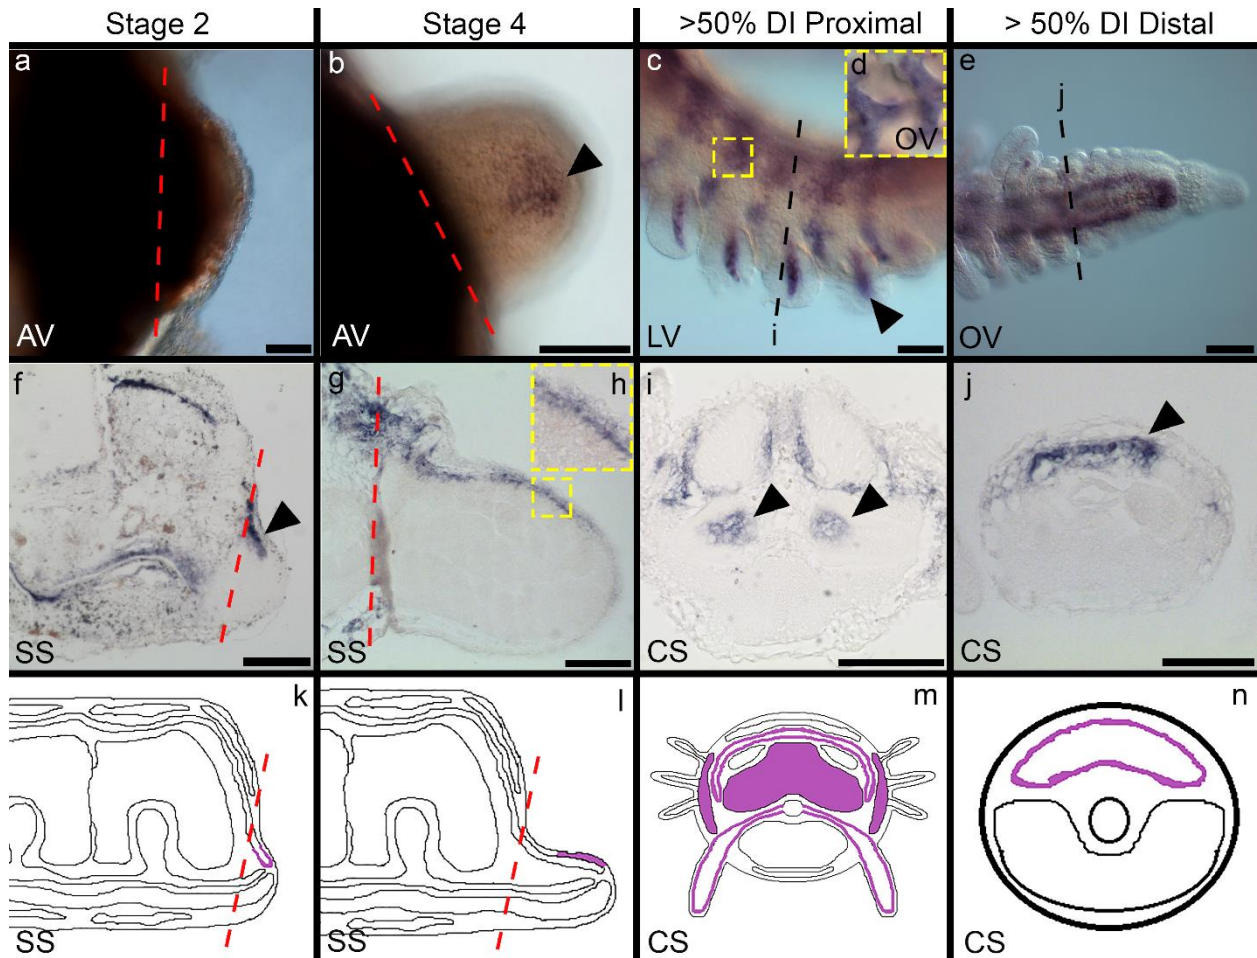 Stage 2
Stage 4
>50% DI Proximal
> 50% DI Distal
a
AV
b
AV
c
d
OV
LV
i
e
j
OV
f
SS
g
h
SS
i
CS
j
CS
k
SS
l
SS
m
CS
n
CS